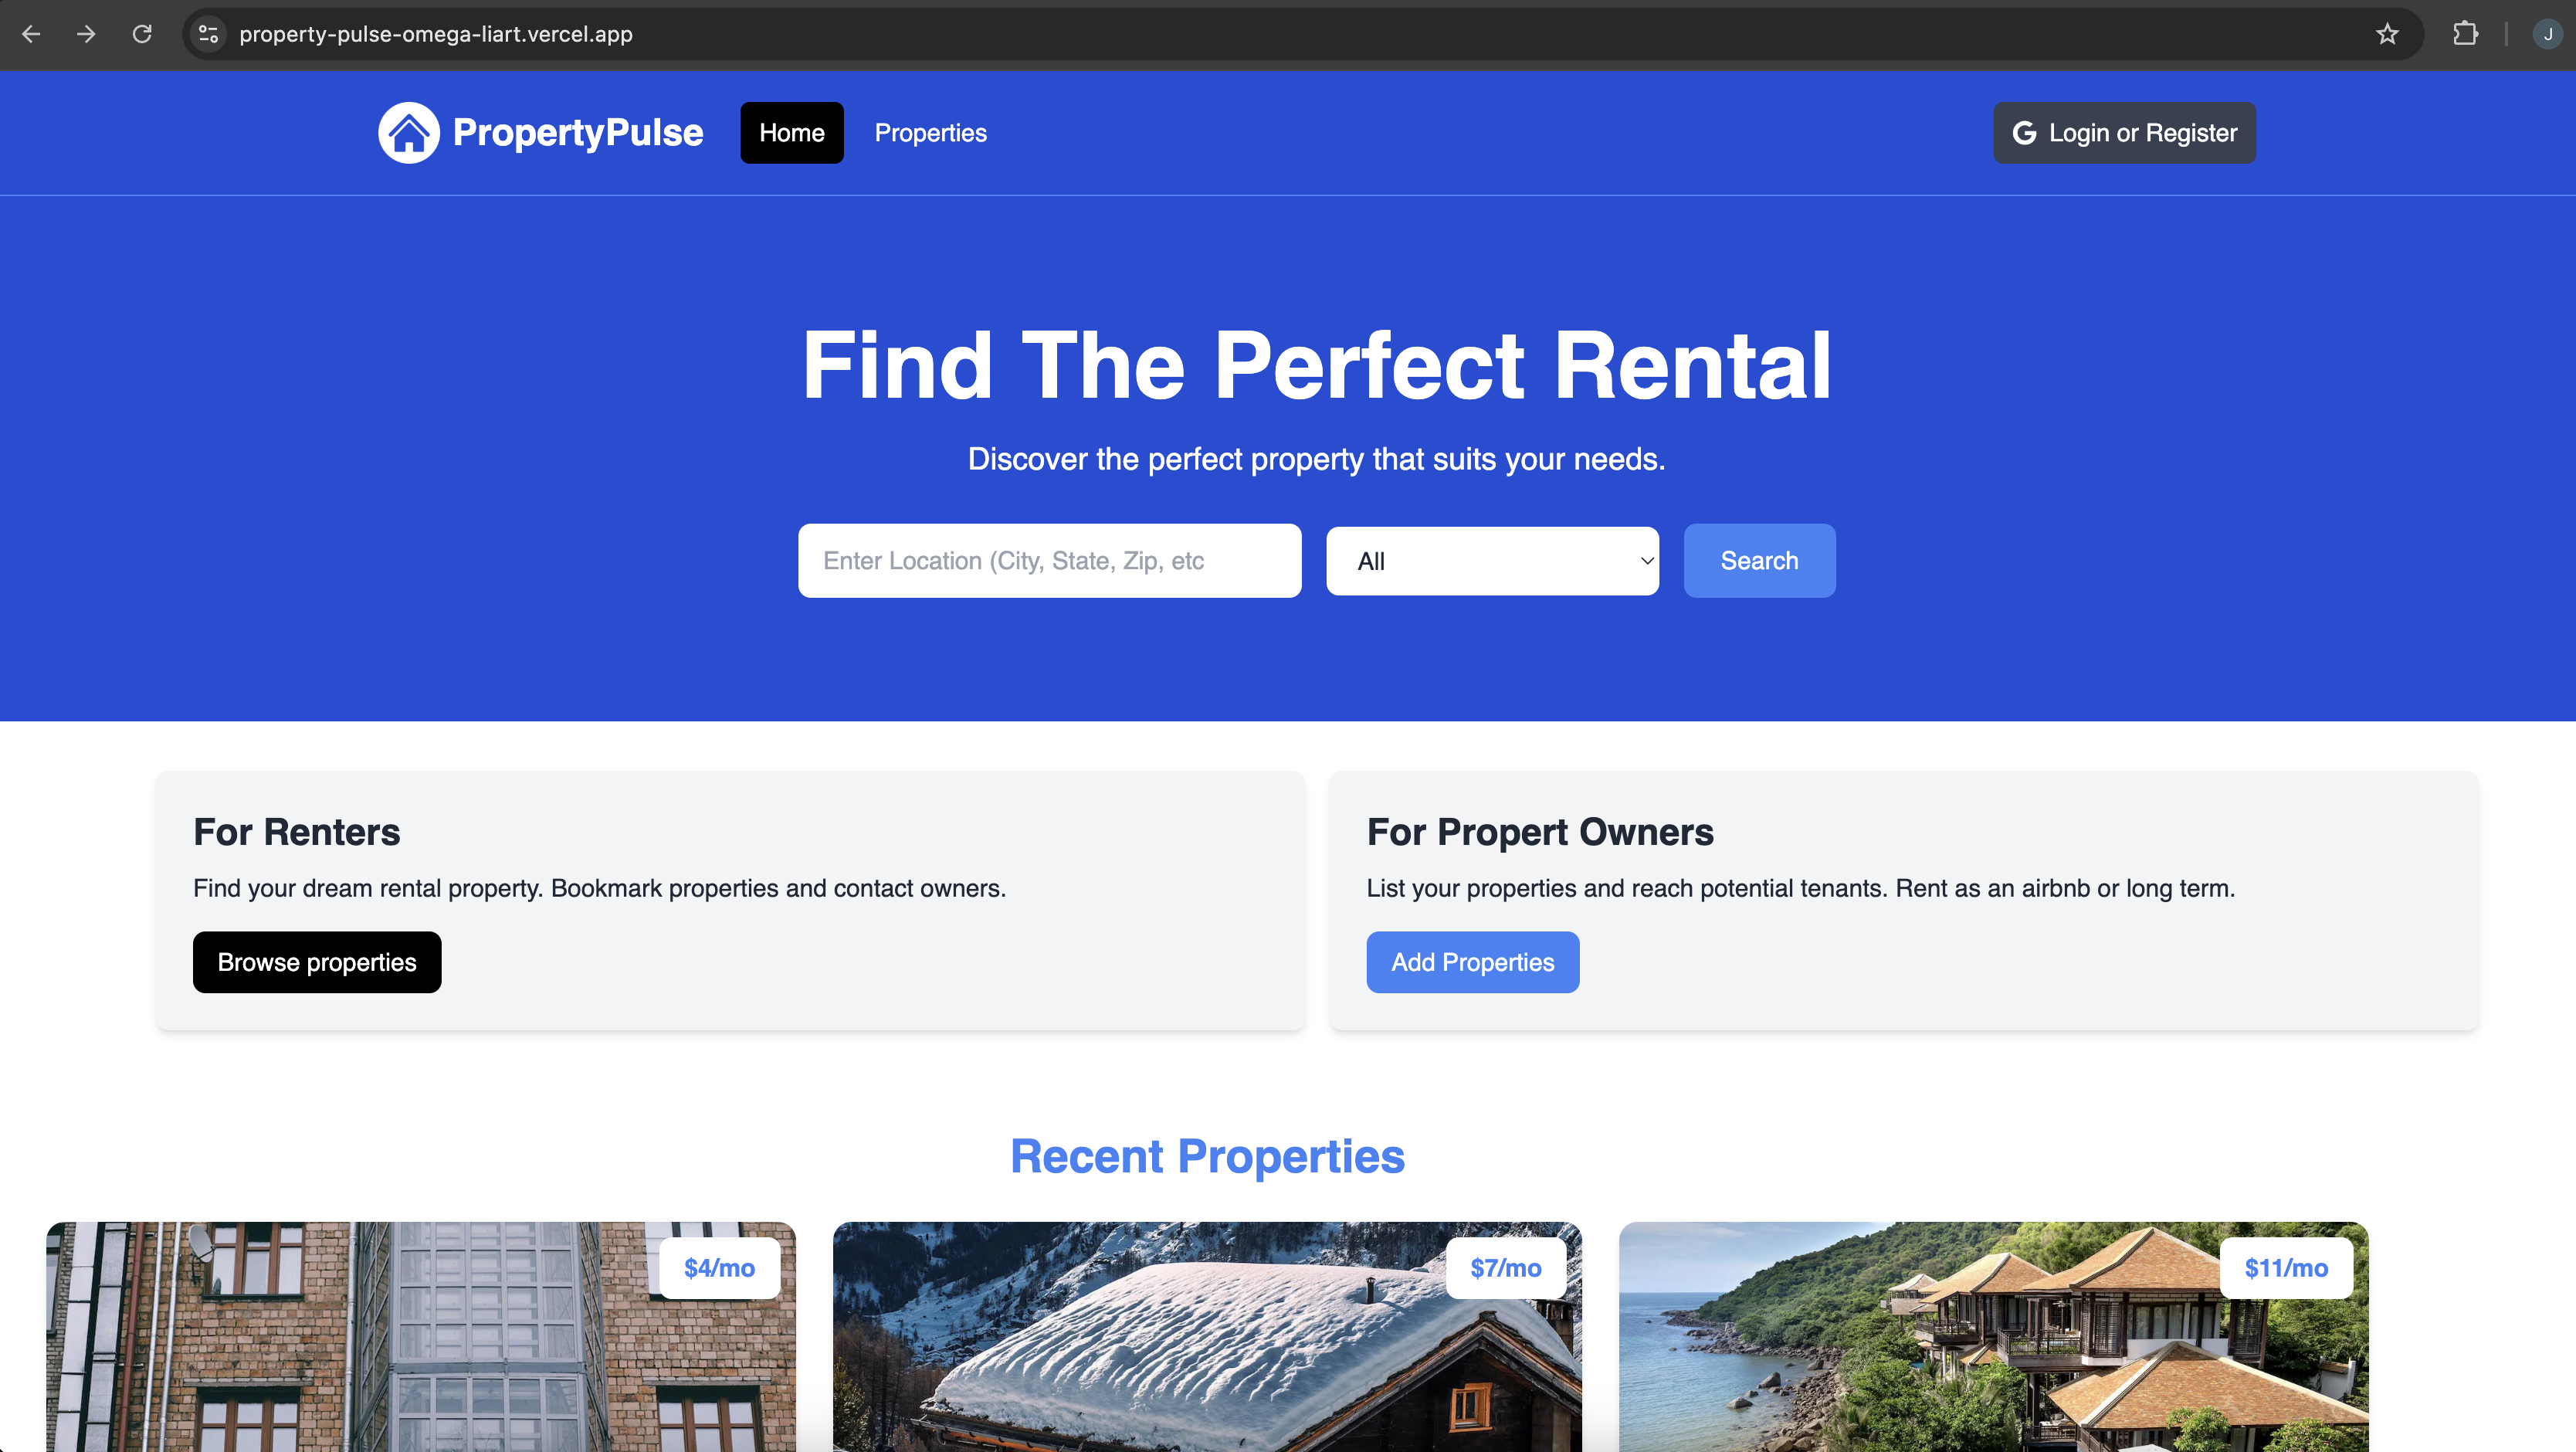 property-pulse-omega-liart.vercel.app
J
PropertyPulse
Home
Properties
G Login or Register
Find The Perfect Rental
Discover the perfect property that suits your needs.
Enter Location (City, State, Zip, etc
All
Search
For Renters
Find your dream rental property. Bookmark properties and contact owners.
Browse properties
For Propert Owners
List your properties and reach potential tenants. Rent as an airbnb or long term.
Add Properties
Recent Properties
$4/mo
$7/mo
$11/mo